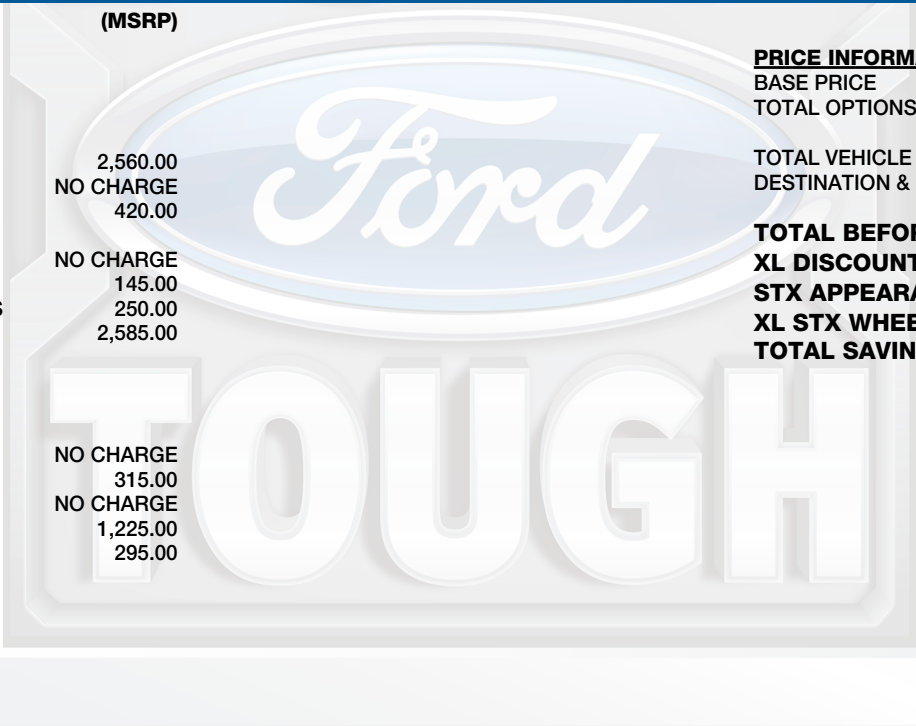 (MSRP)
2,560.00
NO CHARGE
420.00
NO CHARGE
145.00
250.00
2,585.00
NO CHARGE
315.00
NO CHARGE
1,225.00
295.00
PRICE INFORMA
BASE PRICE
TOTAL OPTIONS
TOTAL VEHICLE
DESTINATION &
TOTAL BEFOR
XL DISCOUNT
STX APPEARA
XL STX WHEE
TOTAL SAVIN
Ford
TOUGH